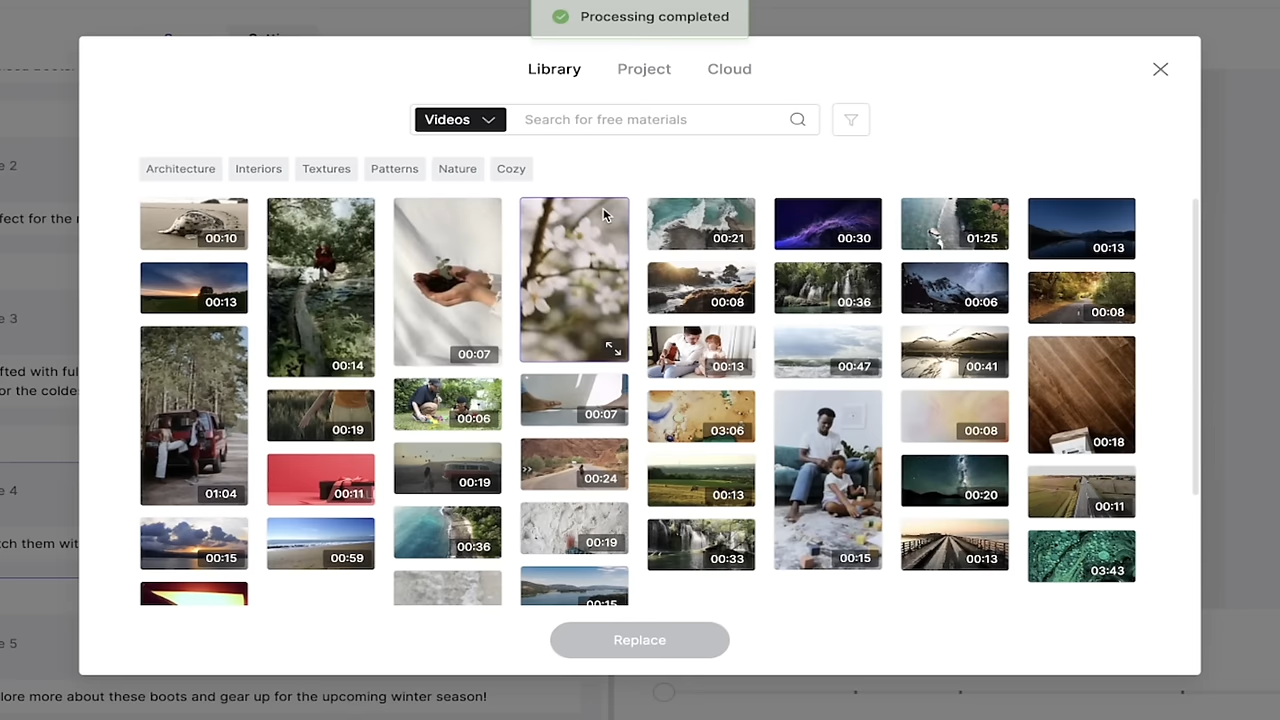 Processing completed
Library Project Cloud
Videos Search for free materials
Architecture Interiors Textures Patterns Nature Cozy
00:10 00:14 00:07 00:21 00:30 01:25 00:13
00:13 00:08 00:36 00:06 00:08
01:04 00:19 00:06 00:07 00:13 00:47 00:41 00:18
00:11 00:19 00:24 03:06 00:15 00:08 00:11
00:15 00:59 00:36 00:19 00:13 00:20 03:43
00:15 00:33 00:13
Replace
e 2
fect for the
e 3
fted with ful
or the colde
e 4
tch them wit
e 5
lore more about these boots and gear up for the upcoming winter season!